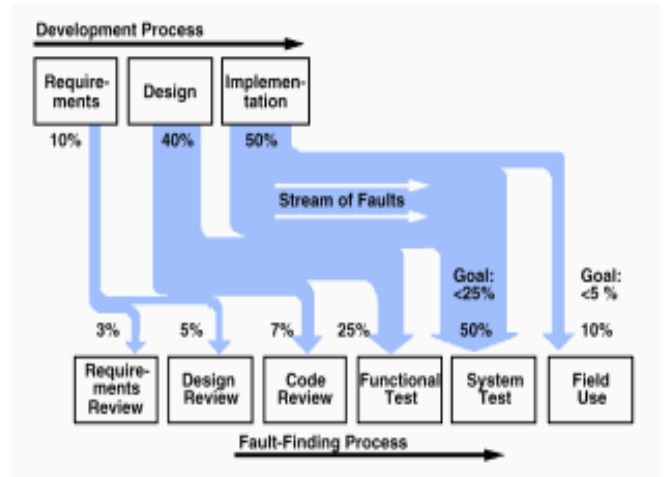 Development Process
Require-
ments
Design
Implemen-
tation
10%
40%
50%
Stream of Faults
Goal:
<25%
Goal:
<5 %
3%
5%
7%
25%
50%
10%
Require-
ments
Review
Design
Review
Code
Review
Functional
Test
System
Test
Field
Use
Fault-Finding Process